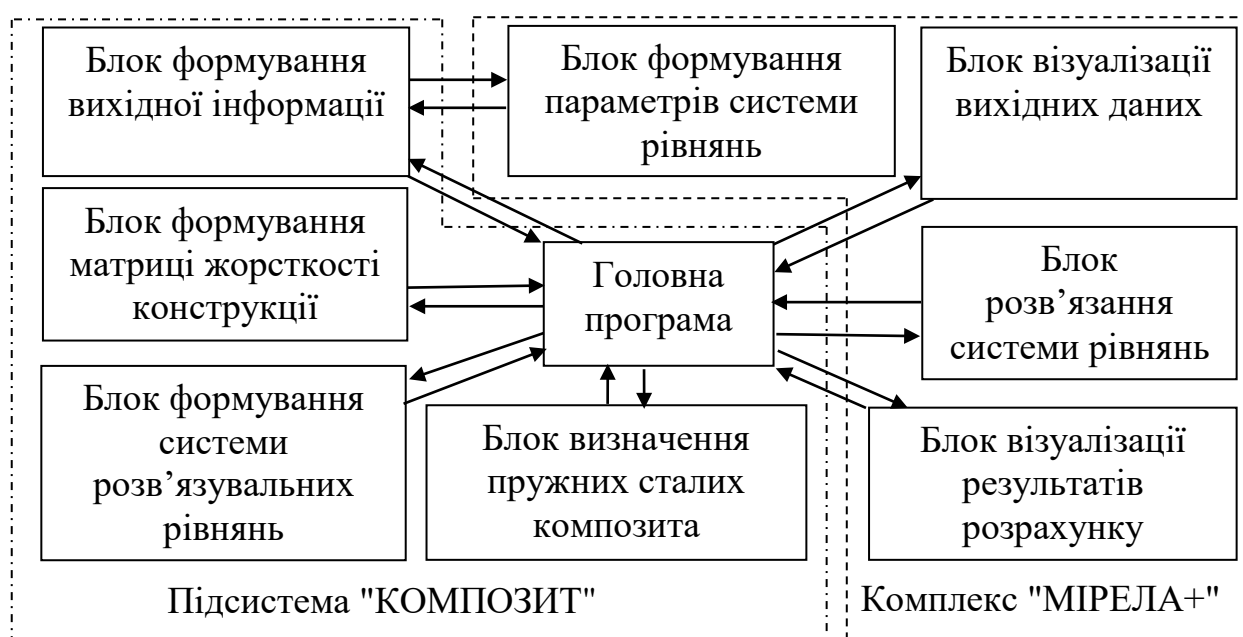 Блок формування
вихідної інформації
Блок формування
параметрів системи
рівнянь
Блок візуалізації
вихідних даних
Блок формування
матриці жорсткості
конструкції
Головна
програма
Блок
розв’язання
системи рівнянь
Блок формування
системи
розв’язувальних
рівнянь
Блок визначення
пружних сталих
композита
Блок візуалізації
результатів
розрахунку
Підсистема "КОМПОЗИТ"
Комплекс "МІРЕЛА+"